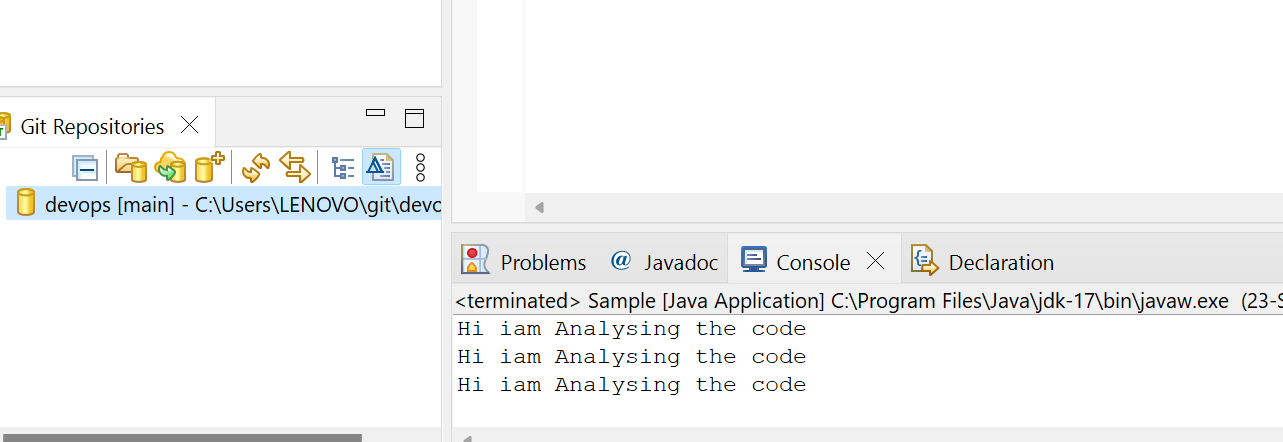 Git Repositories
devops [main] - C:\Users\LENOVO\git\devo
Problems @ Javadoc Console Declaration
<terminated> Sample [Java Application] C:\Program Files\Java\jdk-17\bin\javaw.exe (23-S
Hi iam Analysing the code
Hi iam Analysing the code
Hi iam Analysing the code